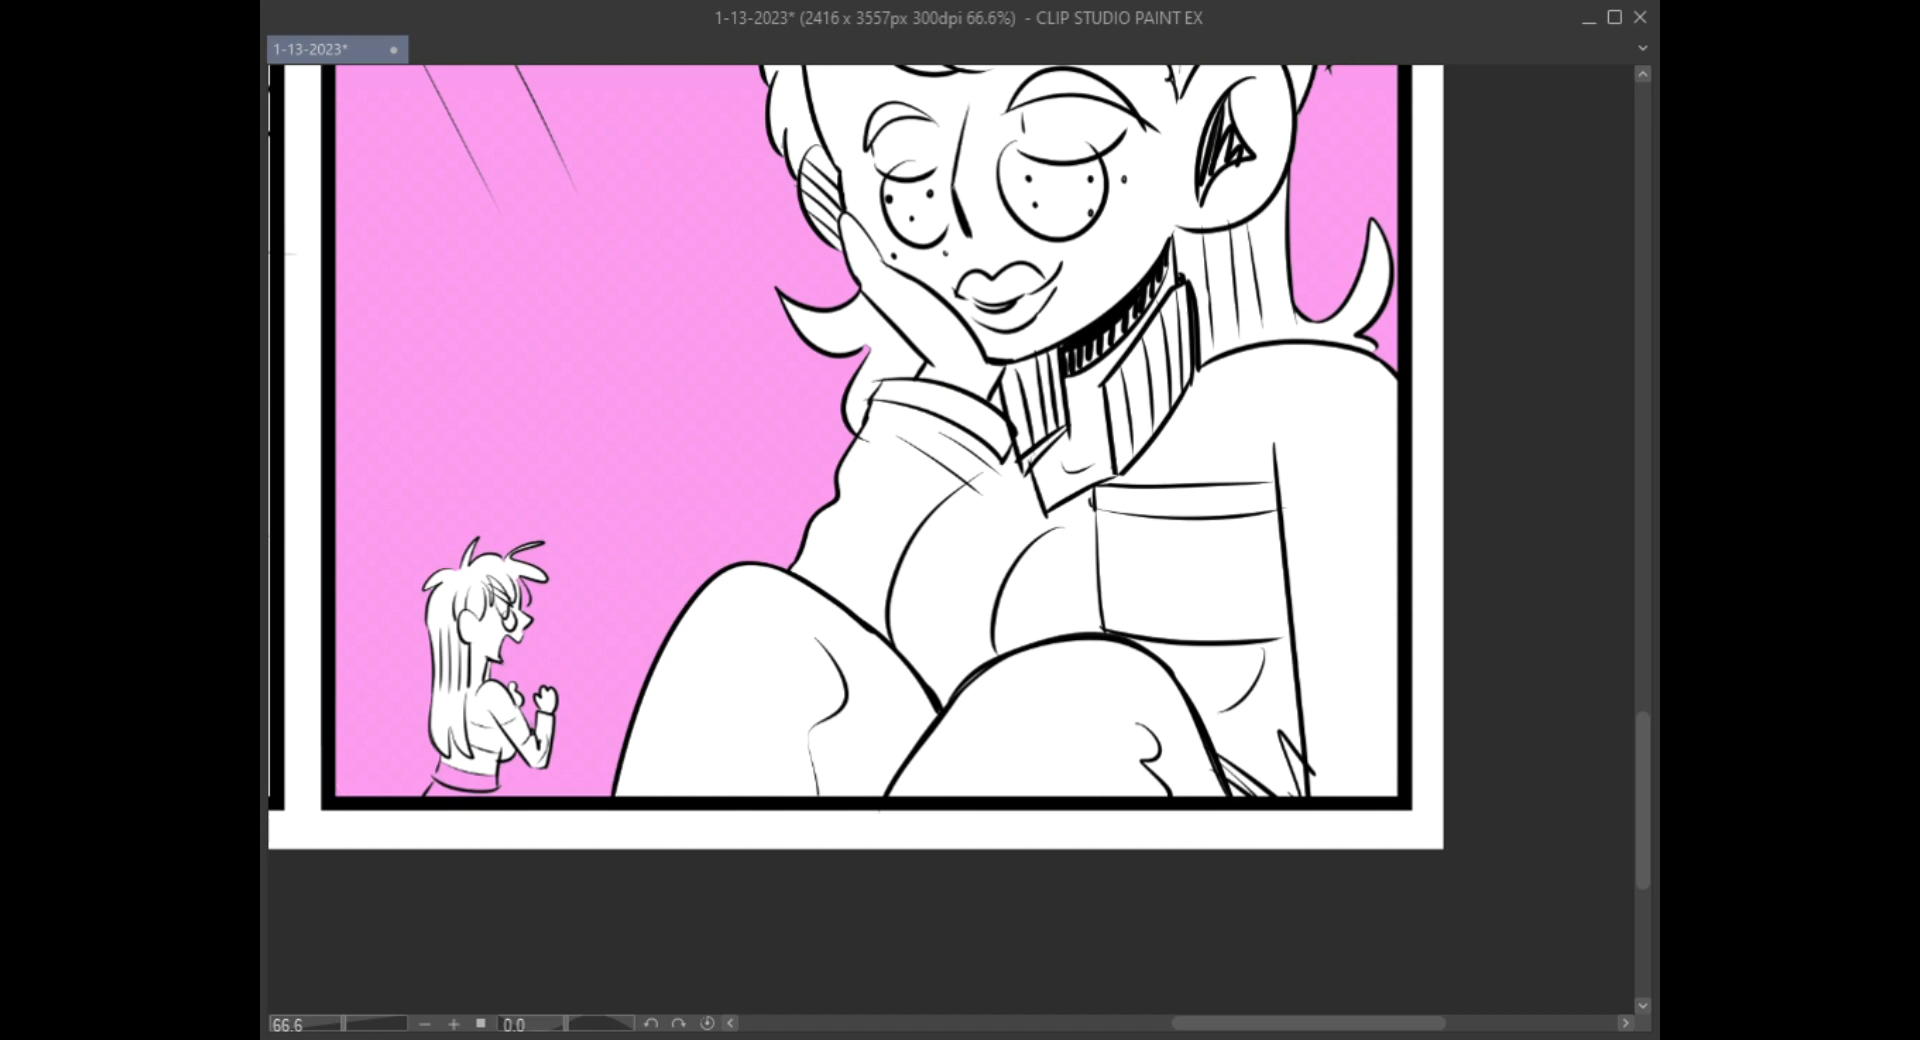 1-13-2023* (2416 x 3557px 300dpi 66.6%) - CLIP STUDIO PAINT EX
1-13-2023*
66.6
0.0